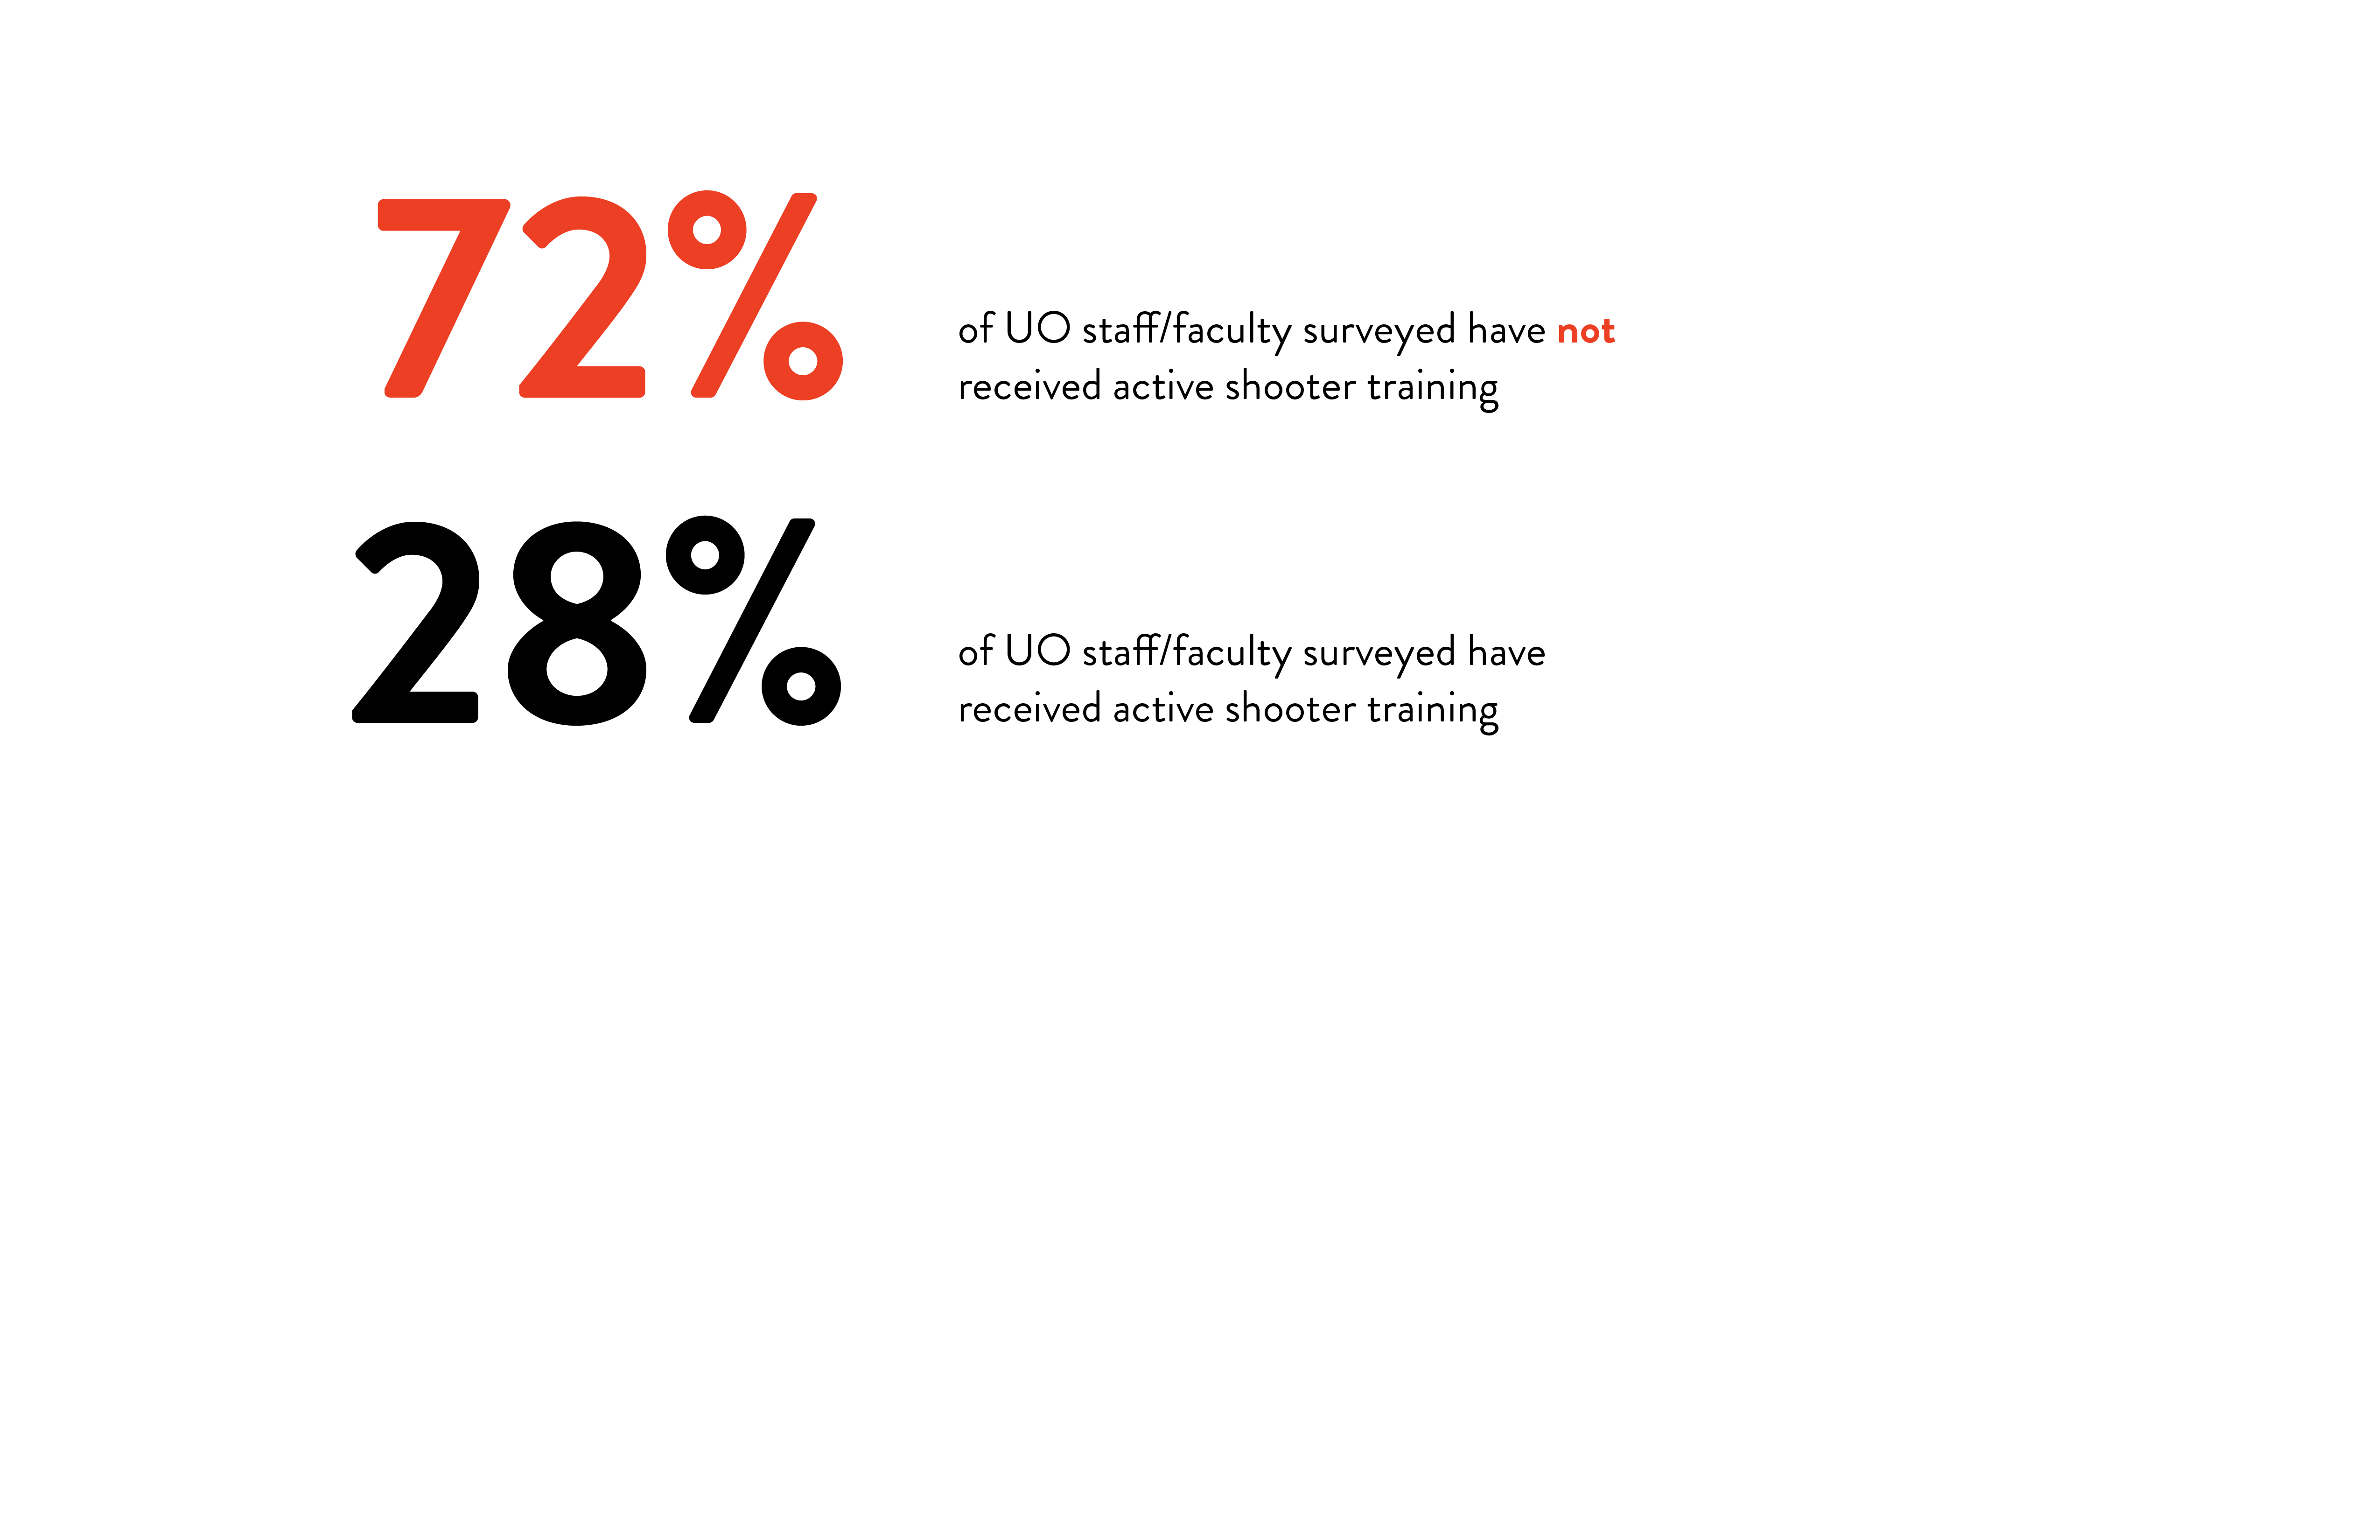 72%
of UO staff/faculty surveyed have not
received active shooter training
28%
of UO staff/faculty surveyed have
received active shooter training